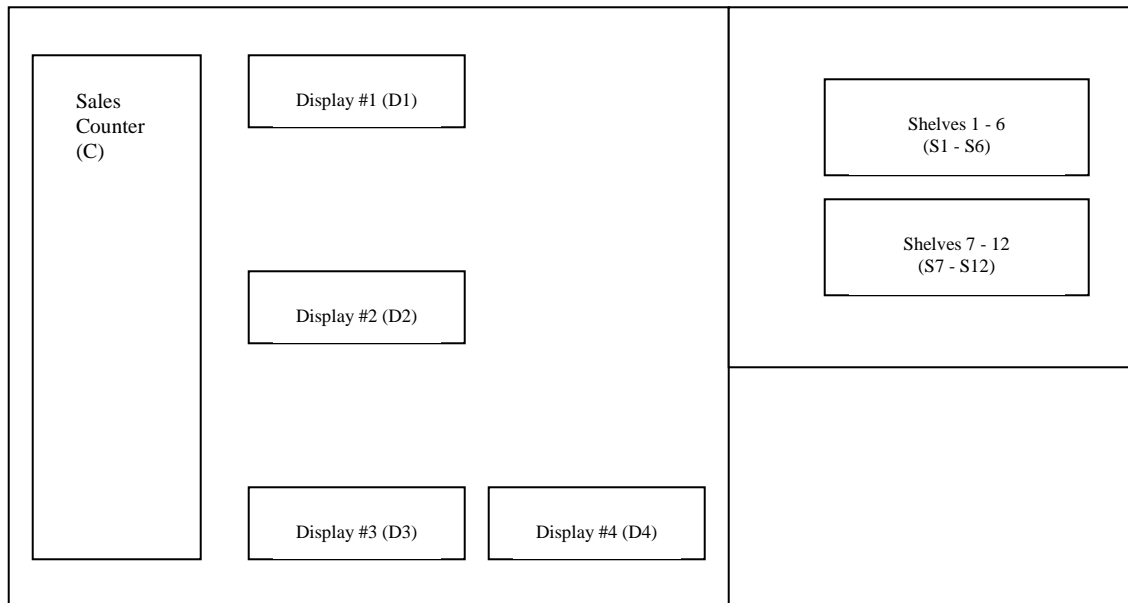 Sales
Counter
(C)
Display #1 (D1)
Shelves 1 - 6
(S1 - S6)
Shelves 7 - 12
(S7 - S12)
Display #2 (D2)
Display #3 (D3)
Display #4 (D4)